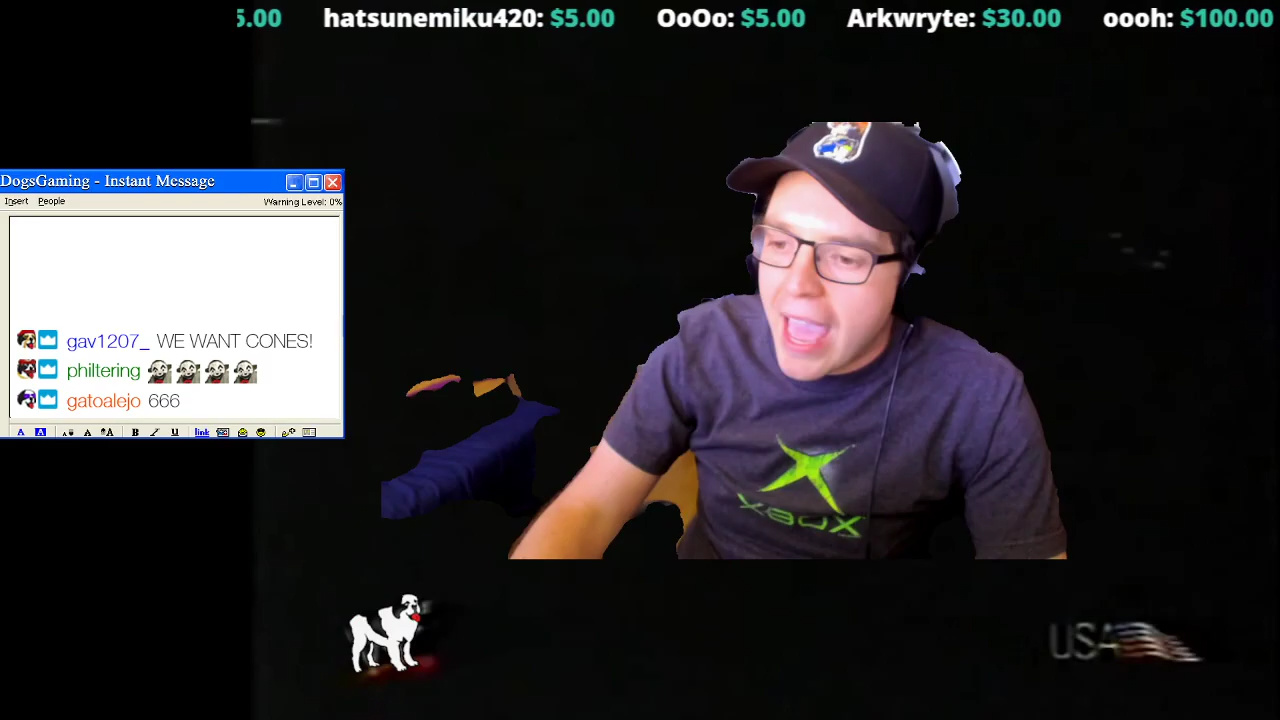 5.00 hatsunemiku420: $5.00 OoOo: $5.00 Arkwryte: $30.00 oooh: $100.00
DogsGaming - Instant Message
Insert People Warning Level: 0%
gav1207_ WE WANT CONES!
philtering
gatoalejo 666
A A A A A B I U link
XBOX
USA